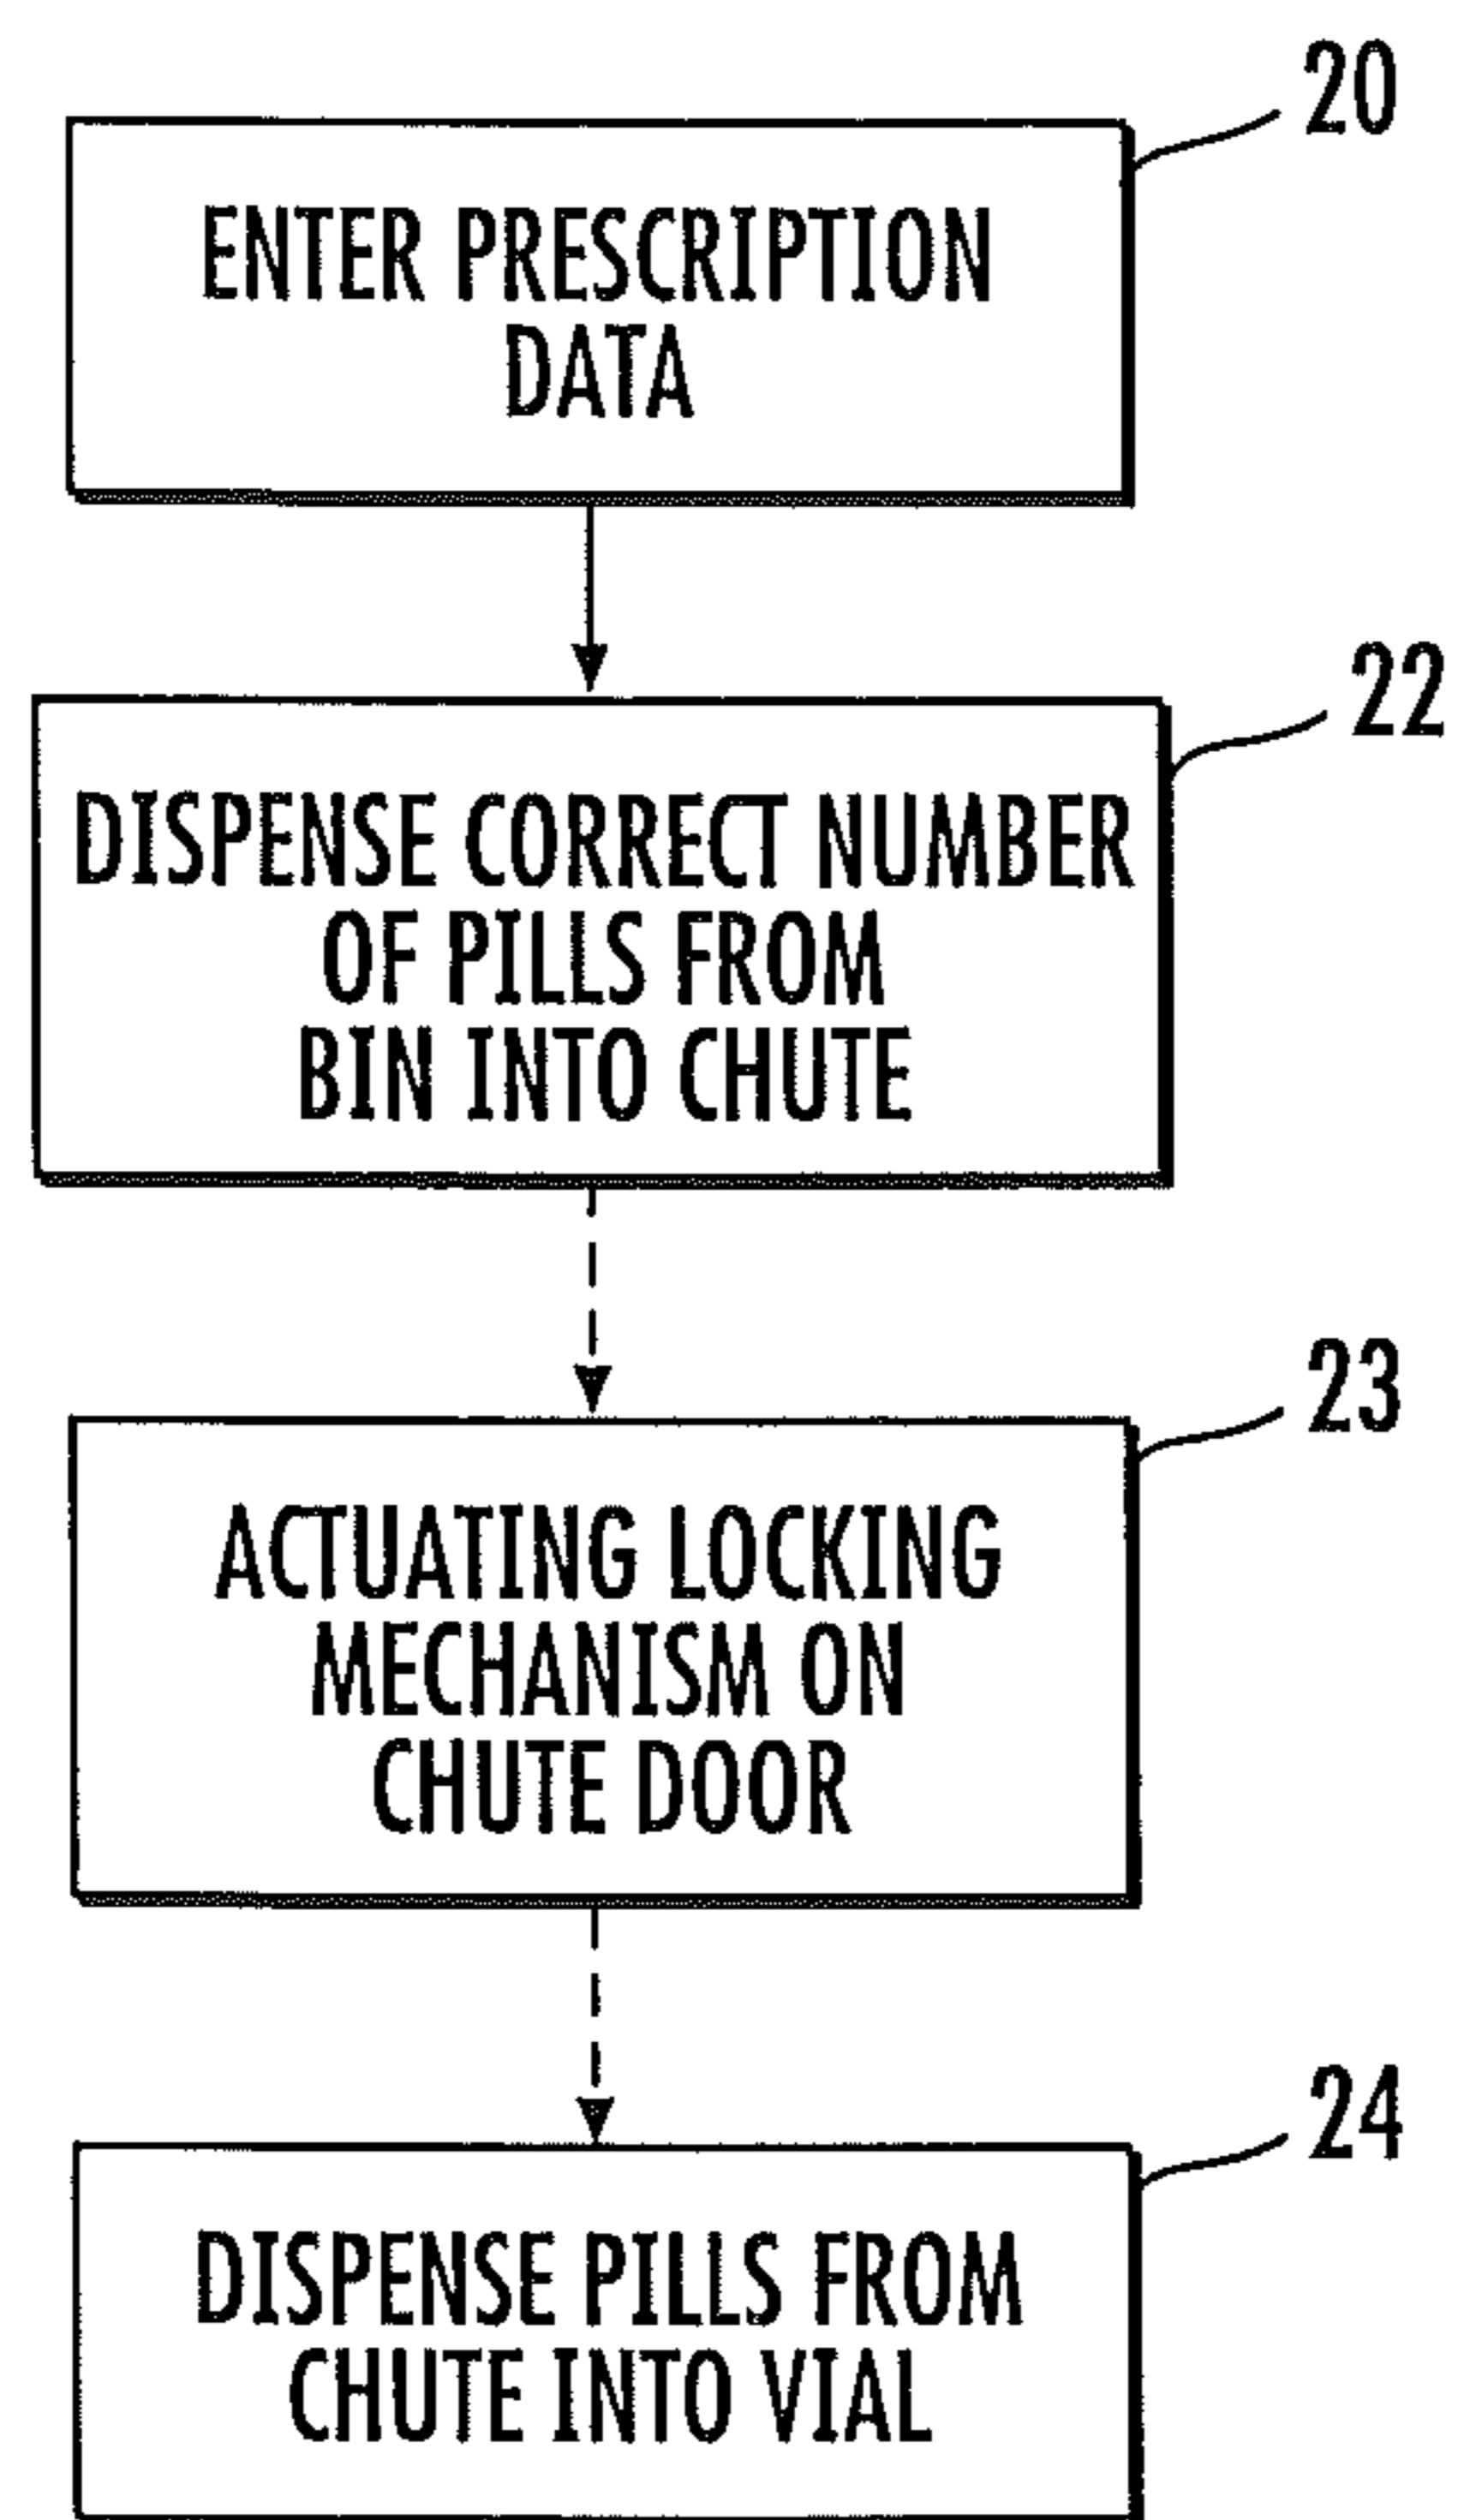 20
ENTER PRESCRIPTION
DATA
22
DISPENSE CORRECT NUMBER
OF PILLS FROM
BIN INTO CHUTE
23
ACTUATING LOCKING
MECHANISM ON
CHUTE DOOR
24
DISPENSE PILLS FROM
CHUTE INTO VIAL